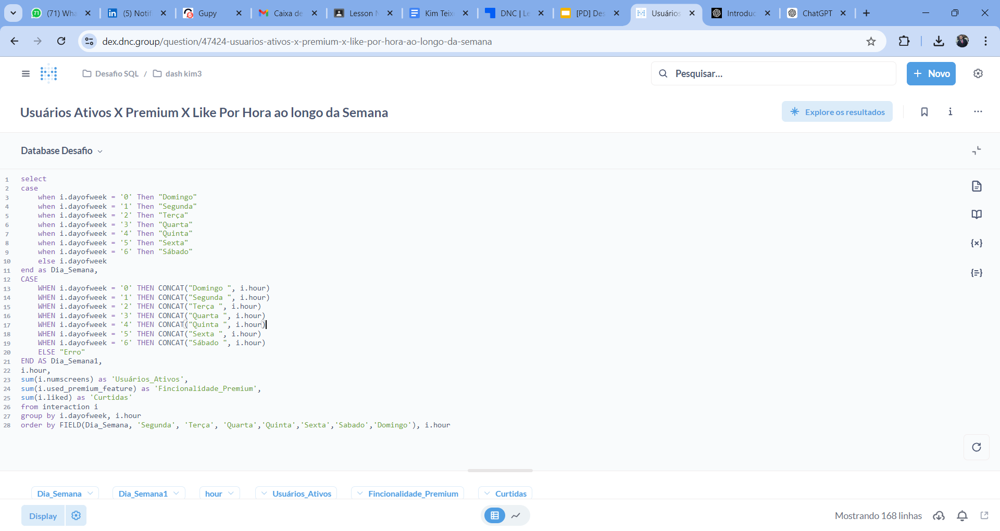 71 (71) Wha
in (5) Notif
6 Gupy
Caixa de
Lesson N
Kim Teix
DNC | Le
[PD] Des
Usuários
Introduc
ChatGPT
dex.dnc.group/question/47424-usuarios-ativos-x-premium-x-like-por-hora-ao-longo-da-semana
Desafio SQL / dash kim3
Pesquisar...
+ Novo
Usuários Ativos X Premium X Like Por Hora ao longo da Semana
Explore os resultados
Database Desafio
1 select
2 case
3 when i.dayofweek = '0' Then "Domingo"
4 when i.dayofweek = '1' Then "Segunda"
5 when i.dayofweek = '2' Then "Terça"
6 when i.dayofweek = '3' Then "Quarta"
7 when i.dayofweek = '4' Then "Quinta"
8 when i.dayofweek = '5' Then "Sexta"
9 when i.dayofweek = '6' Then "Sábado"
10 else i.dayofweek
11 end as Dia_Semana,
12 CASE
13 WHEN i.dayofweek = '0' THEN CONCAT("Domingo ", i.hour)
14 WHEN i.dayofweek = '1' THEN CONCAT("Segunda ", i.hour)
15 WHEN i.dayofweek = '2' THEN CONCAT("Terça ", i.hour)
16 WHEN i.dayofweek = '3' THEN CONCAT("Quarta ", i.hour)
17 WHEN i.dayofweek = '4' THEN CONCAT("Quinta ", i.hour)
18 WHEN i.dayofweek = '5' THEN CONCAT("Sexta ", i.hour)
19 WHEN i.dayofweek = '6' THEN CONCAT("Sábado ", i.hour)
20 ELSE "Erro"
21 END AS Dia_Semana1,
22 i.hour,
23 sum(i.numscreens) as 'Usuários_Ativos',
24 sum(i.used_premium_feature) as 'Fincionalidade_Premium',
25 sum(i.liked) as 'Curtidas'
26 from interaction i
27 group by i.dayofweek, i.hour
28 order by FIELD(Dia_Semana, 'Segunda', 'Terça', 'Quarta','Quinta','Sexta','Sabado','Domingo'), i.hour
Dia_Semana Dia_Semana1 hour Usuários_Ativos Fincionalidade_Premium Curtidas
Display
Mostrando 168 linhas